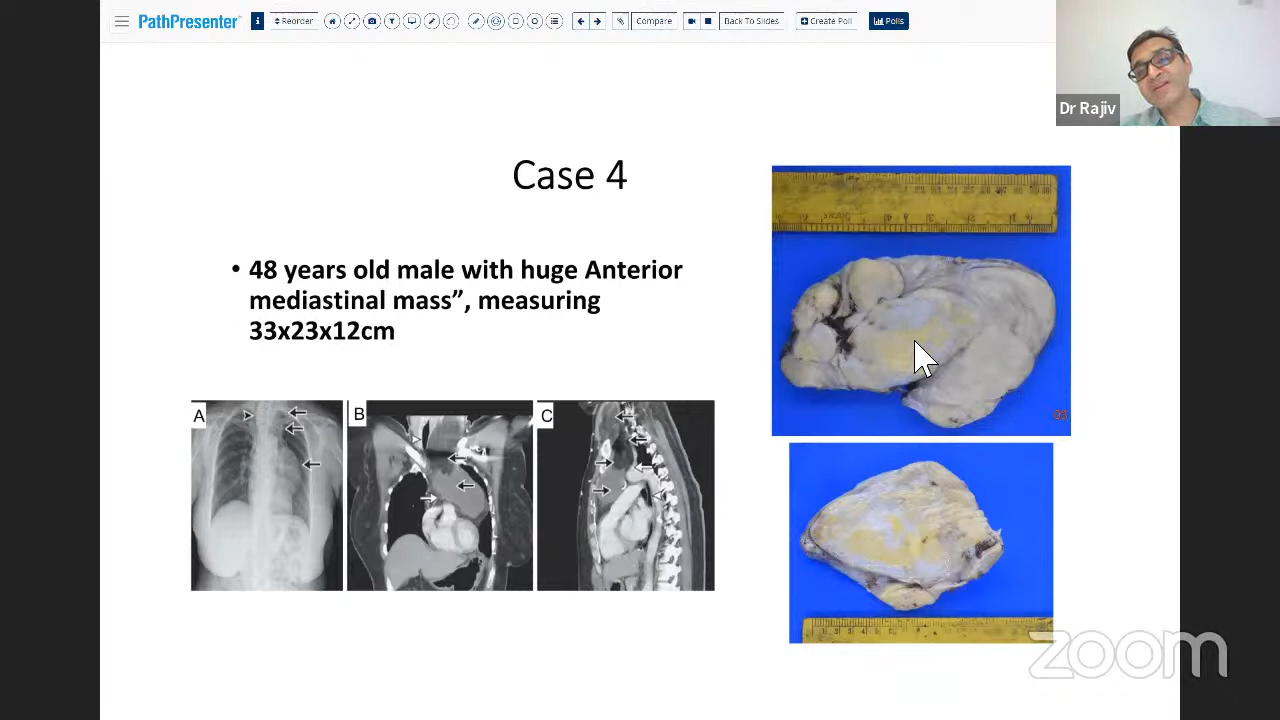 PathPresenter
Reorder
Compare
Back To Slides
Create Poll
Polls
Dr Rajiv
Case 4
• 48 years old male with huge Anterior
mediastinal mass”, measuring
33x23x12cm
A
B
C
zoom